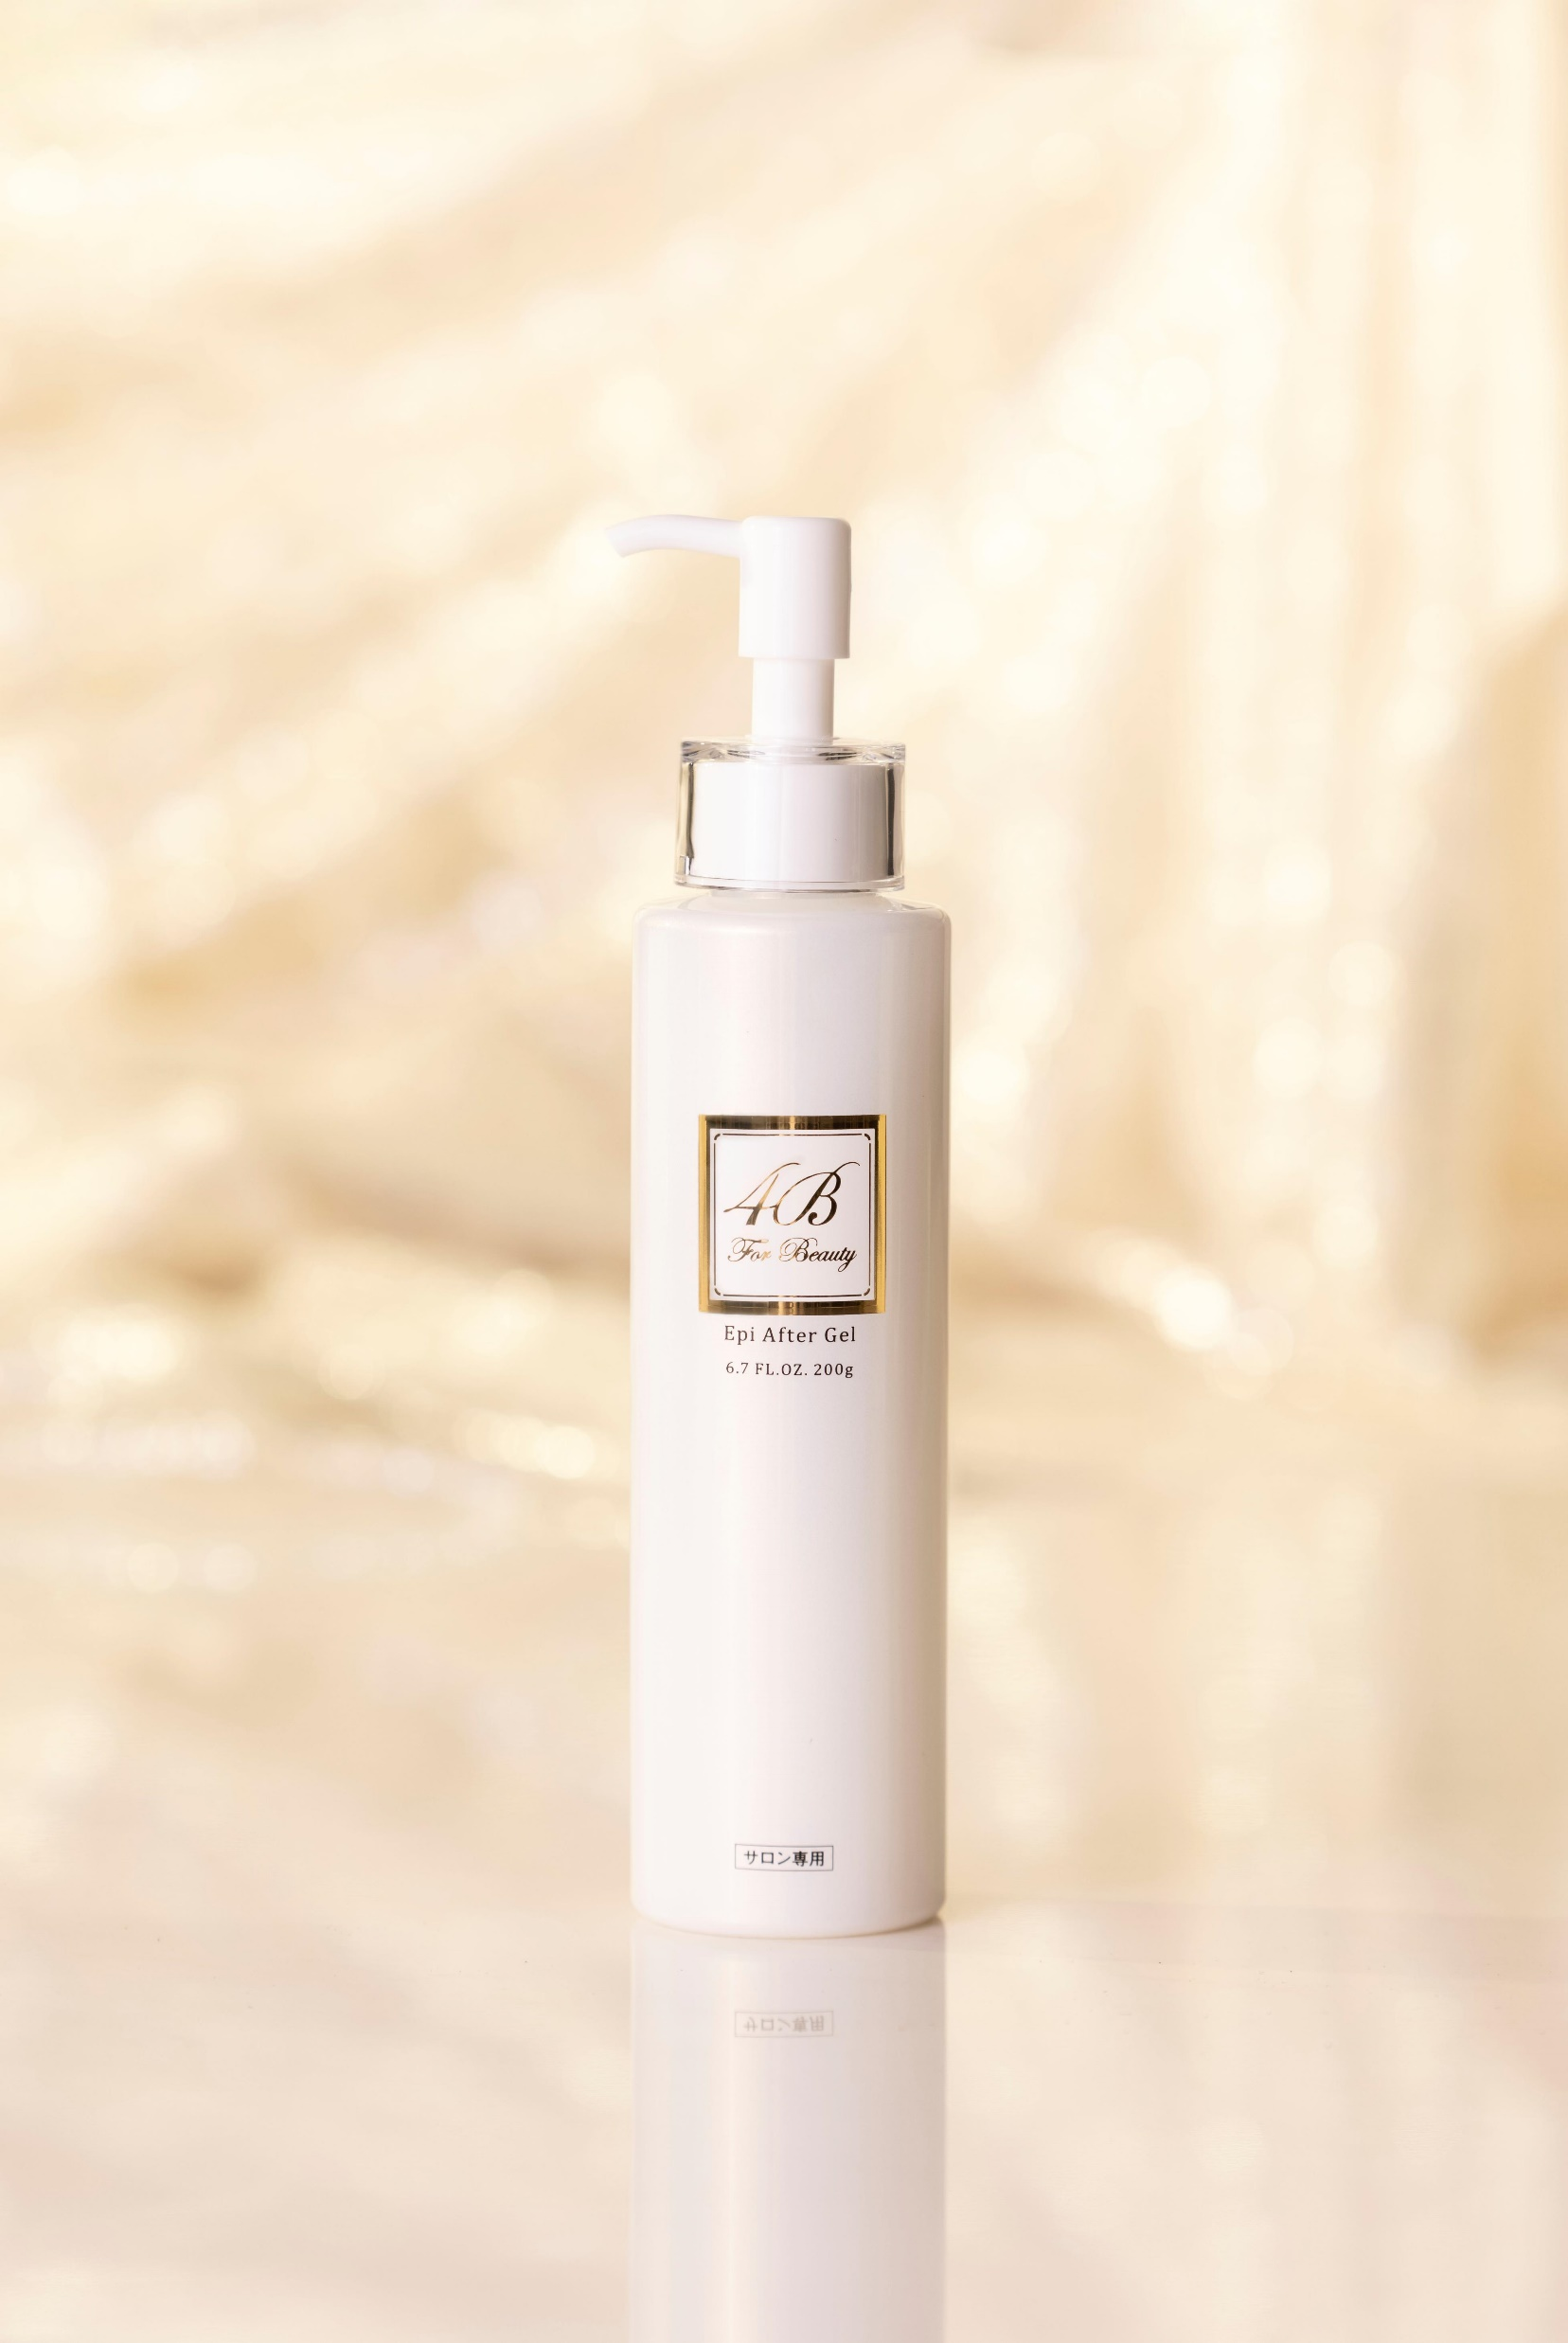 4B
For Beauty
Epi After Gel
6.7 FL.OZ. 200g
サロン専用